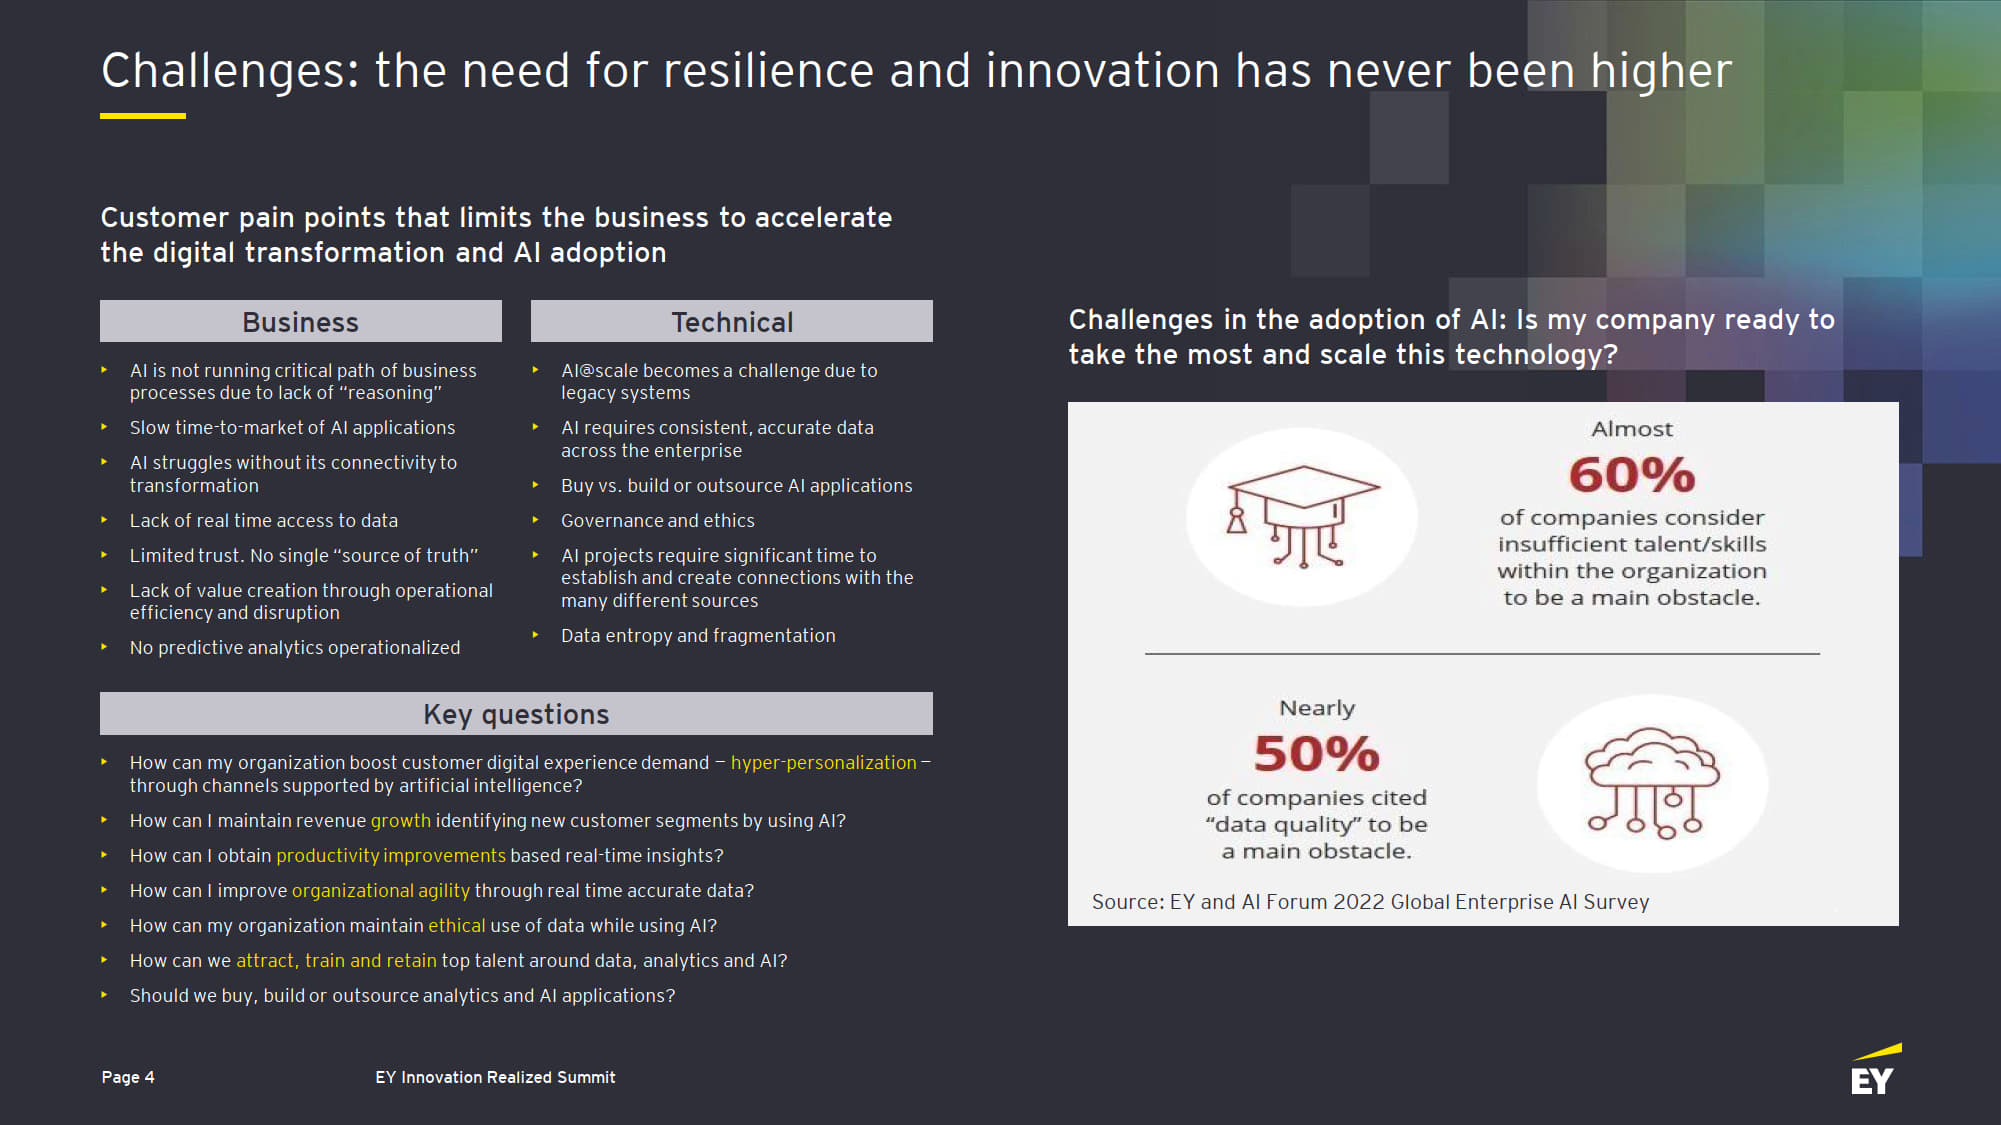 Challenges: the need for resilience and innovation has never been higher
Customer pain points that limits the business to accelerate
the digital transformation and AI adoption
Business
‣ AI is not running critical path of business
processes due to lack of “reasoning”
‣ Slow time-to-market of AI applications
‣ AI struggles without its connectivity to
transformation
‣ Lack of real time access to data
‣ Limited trust. No single “source of truth”
‣ Lack of value creation through operational
efficiency and disruption
‣ No predictive analytics operationalized
Technical
‣ AI@scale becomes a challenge due to
legacy systems
‣ AI requires consistent, accurate data
across the enterprise
‣ Buy vs. build or outsource AI applications
‣ Governance and ethics
‣ AI projects require significant time to
establish and create connections with the
many different sources
‣ Data entropy and fragmentation
Key questions
‣ How can my organization boost customer digital experience demand – hyper-personalization –
through channels supported by artificial intelligence?
‣ How can I maintain revenue growth identifying new customer segments by using AI?
‣ How can I obtain productivity improvements based real-time insights?
‣ How can I improve organizational agility through real time accurate data?
‣ How can my organization maintain ethical use of data while using AI?
‣ How can we attract, train and retain top talent around data, analytics and AI?
‣ Should we buy, build or outsource analytics and AI applications?
Challenges in the adoption of AI: Is my company ready to
take the most and scale this technology?
Almost
60%
of companies consider
insufficient talent/skills
within the organization
to be a main obstacle.
Nearly
50%
of companies cited
“data quality” to be
a main obstacle.
Source: EY and AI Forum 2022 Global Enterprise AI Survey
Page 4
EY Innovation Realized Summit
EY